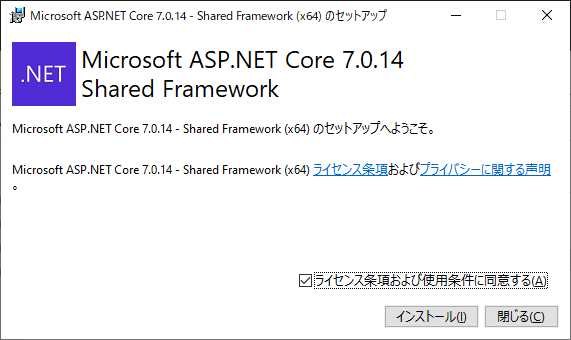 Microsoft ASP.NET Core 7.0.14 - Shared Framework (x64) のセットアップ
.NET
Microsoft ASP.NET Core 7.0.14
Shared Framework
Microsoft ASP.NET Core 7.0.14 - Shared Framework (x64) のセットアップへようこそ。
Microsoft ASP.NET Core 7.0.14 - Shared Framework (x64) ライセンス条項およびプライバシーに関する声明
。
ライセンス条項および使用条件に同意する(A)
インストール(I)
閉じる(C)